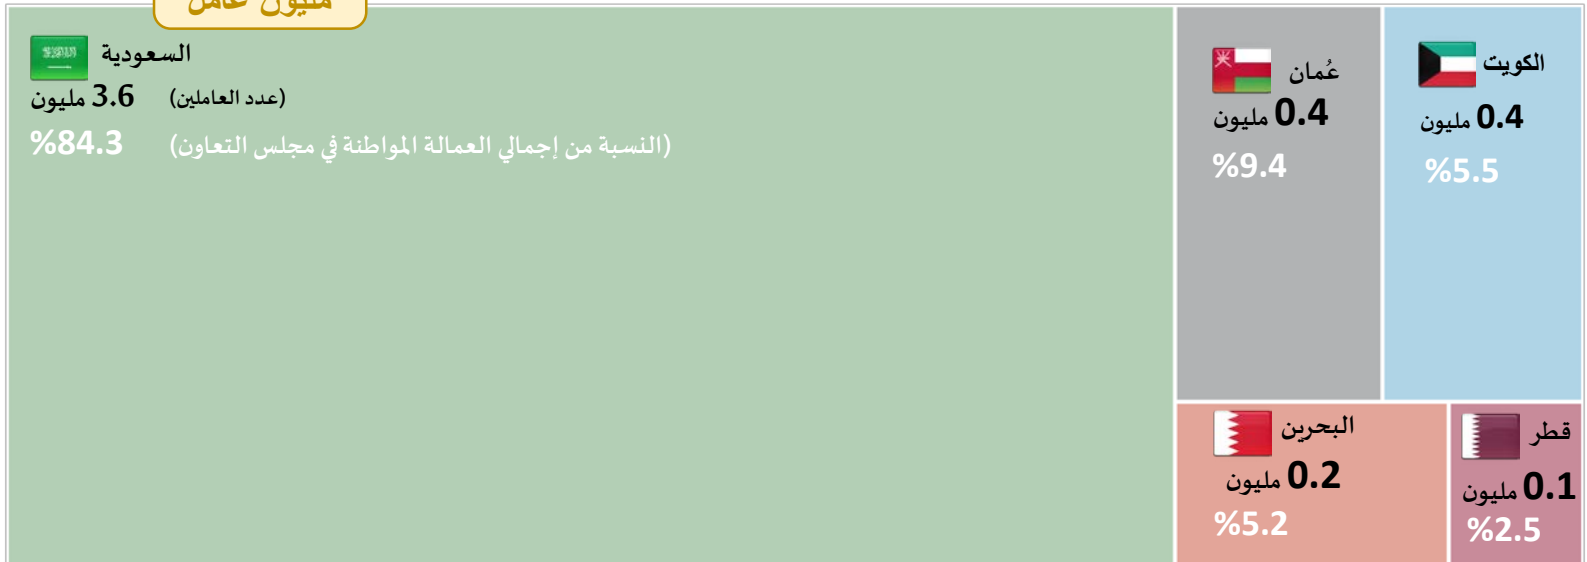 مليون عامل
السعودية
(عدد العاملين) 3.6 مليون
(النسبة من إجمالي العمالة المواطنة في مجلس التعاون) %84.3
عُمان
0.4 مليون
%9.4
الكويت
0.4 مليون
%5.5
البحرين
0.2 مليون
%5.2
قطر
0.1 مليون
%2.5